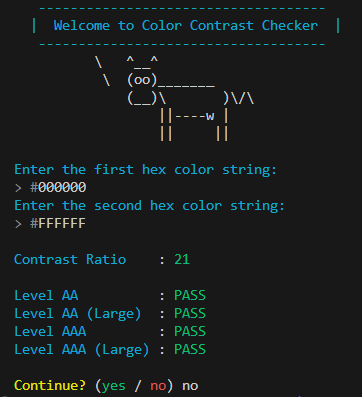 -----------------------------------
| Welcome to Color Contrast Checker |
-----------------------------------
\   ^__^
 \  (oo)_______
    (__)\       )\/\
        ||----w |
        ||     ||
Enter the first hex color string:
> #000000
Enter the second hex color string:
> #FFFFFF
Contrast Ratio    : 21
Level AA          : PASS
Level AA (Large)  : PASS
Level AAA         : PASS
Level AAA (Large) : PASS
Continue? (yes / no) no